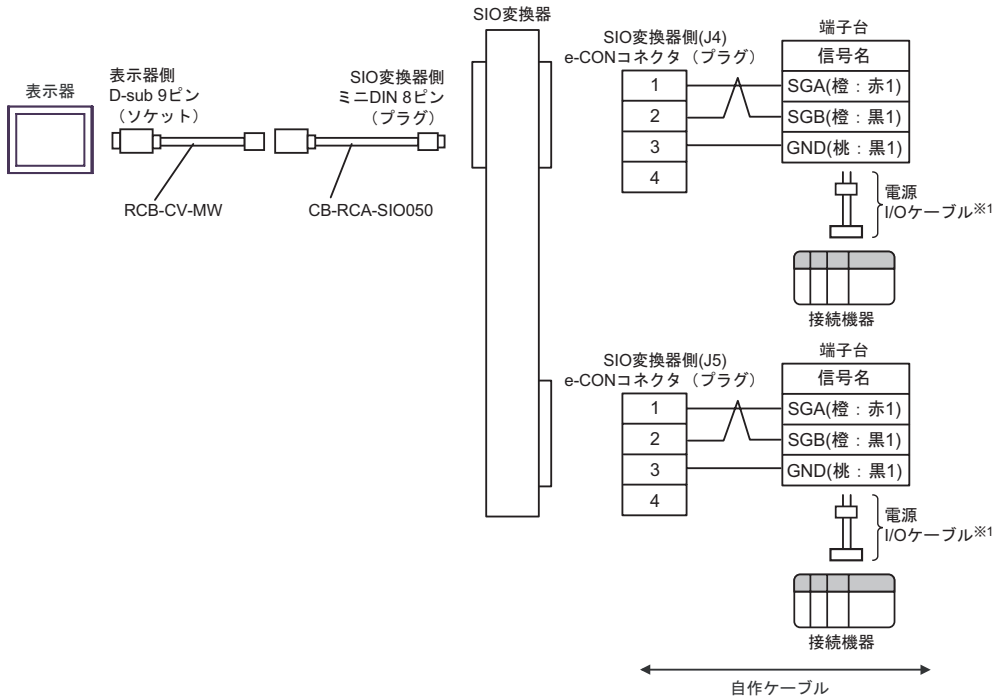 SIO変換器
表示器
表示器側
D-sub 9ピン
（ソケット）
SIO変換器側
ミニDIN 8ピン
（プラグ）
RCB-CV-MW
CB-RCA-SIO050
SIO変換器側(J4)
e-CONコネクタ（プラグ）
1
2
3
4
端子台
信号名
SGA(橙：赤1)
SGB(橙：黒1)
GND(桃：黒1)
電源
I/Oケーブル※1
接続機器
SIO変換器側(J5)
e-CONコネクタ（プラグ）
1
2
3
4
端子台
信号名
SGA(橙：赤1)
SGB(橙：黒1)
GND(桃：黒1)
電源
I/Oケーブル※1
接続機器
自作ケーブル